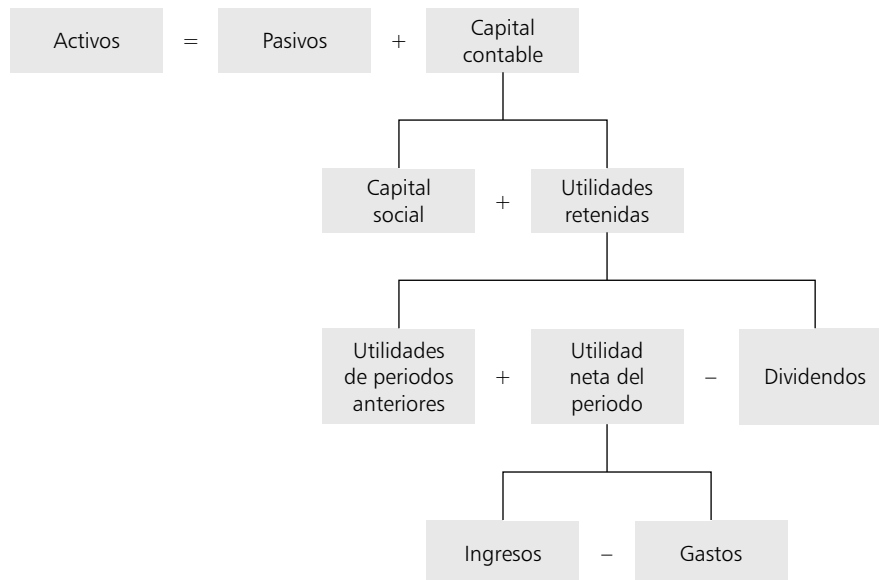 Activos = Pasivos + Capital
contable
Capital
social + Utilidades
retenidas
Utilidades
de periodos
anteriores + Utilidad
neta del
periodo – Dividendos
Ingresos – Gastos